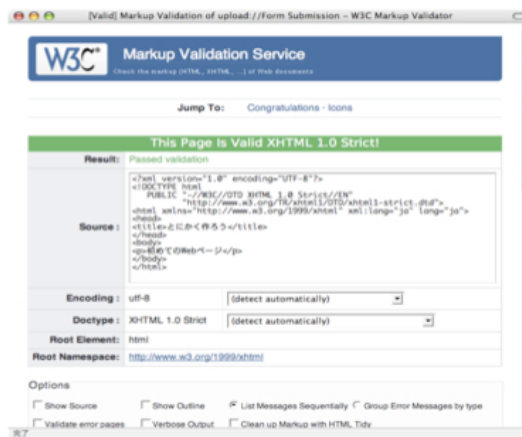 [Valid] Markup Validation of upload://Form Submission - W3C Markup Validator
W3C Markup Validation Service
Check the markup (HTML, XHTML, ...) of Web documents
Jump To: Congratulations · Icons
This Page Is Valid XHTML 1.0 Strict!
Result: Passed validation
<?xml version="1.0" encoding="UTF-8"?>
<!DOCTYPE html
PUBLIC "-//W3C//DTD XHTML 1.0 Strict//EN"
"http://www.w3.org/TR/xhtml1/DTD/xhtml1-strict.dtd">
<html xmlns="http://www.w3.org/1999/xhtml" xml:lang="ja" lang="ja">
<head>
<title>とにかく作ろう</title>
</head>
<body>
Source :
<p>初めてのWebページ</p>
</body>
</html>
Encoding : utf-8 (detect automatically)
Doctype : XHTML 1.0 Strict (detect automatically)
Root Element: html
Root Namespace: http://www.w3.org/1999/xhtml
Options
Show Source Show Outline List Messages Sequentially Group Error Messages by type
Validate error pages Verbose Output Clean up Markup with HTML Tidy
完了